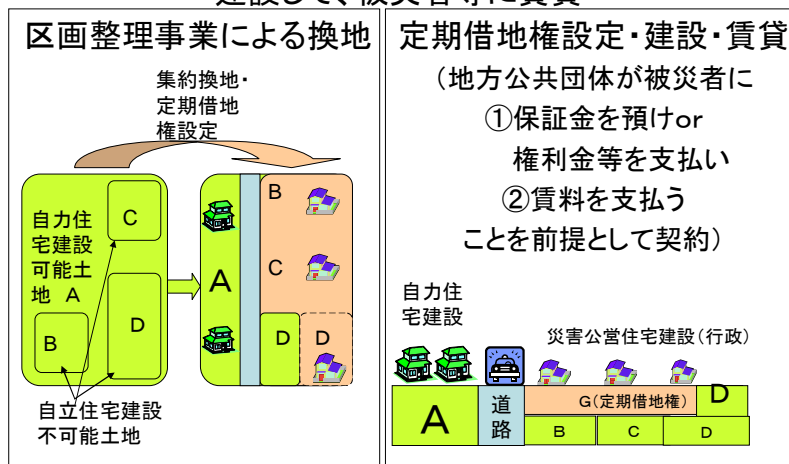 建設して、被災者等に賃貸
区画整理事業による換地
集約換地・
定期借地
権設定
自力住
宅建設
可能土
地　A
C
B
D
A
B
C
D
D
自立住宅建設
不可能土地
定期借地権設定・建設・賃貸
(地方公共団体が被災者に
①保証金を預けor
権利金等を支払い
②賃料を支払う
ことを前提として契約)
自力住
宅建設
災害公営住宅建設(行政)
A
道
路
G(定期借地権)
D
B
C
D